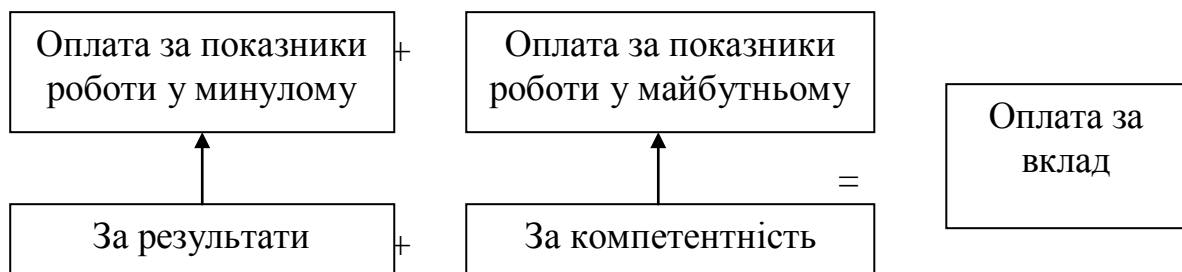 Оплата за показники
роботи у минулому
+
Оплата за показники
роботи у майбутньому
Оплата за
вклад
=
За результати
+
За компетентність